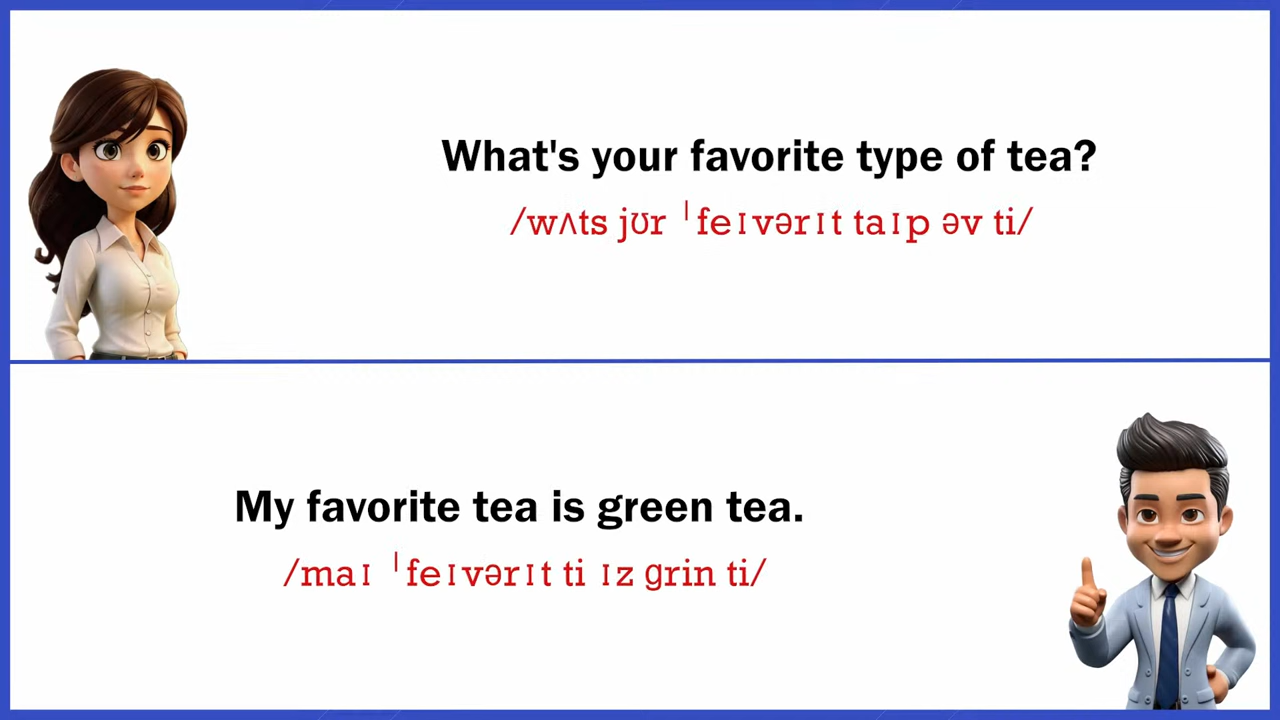 What's your favorite type of tea?
/wʌts jʊr ˈfeɪvərɪt taɪp əv ti/
My favorite tea is green tea.
/maɪ ˈfeɪvərɪt ti ɪz ɡrin ti/